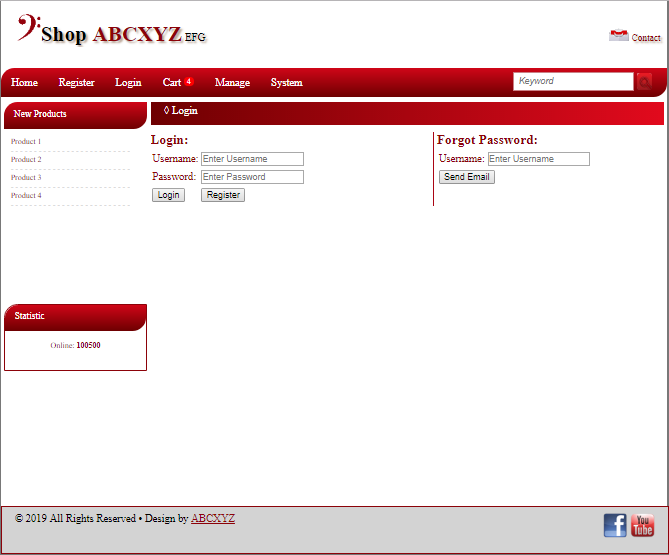 Shop ABCXYZ EFG
Contact
Home Register Login Cart 4 Manage System
Keyword
New Products
Product 1
Product 2
Product 3
Product 4
◊ Login
Login:
Username: Enter Username
Password: Enter Password
Login Register
Forgot Password:
Username: Enter Username
Send Email
Statistic
Online: 100500
© 2019 All Rights Reserved • Design by ABCXYZ
f
You Tube